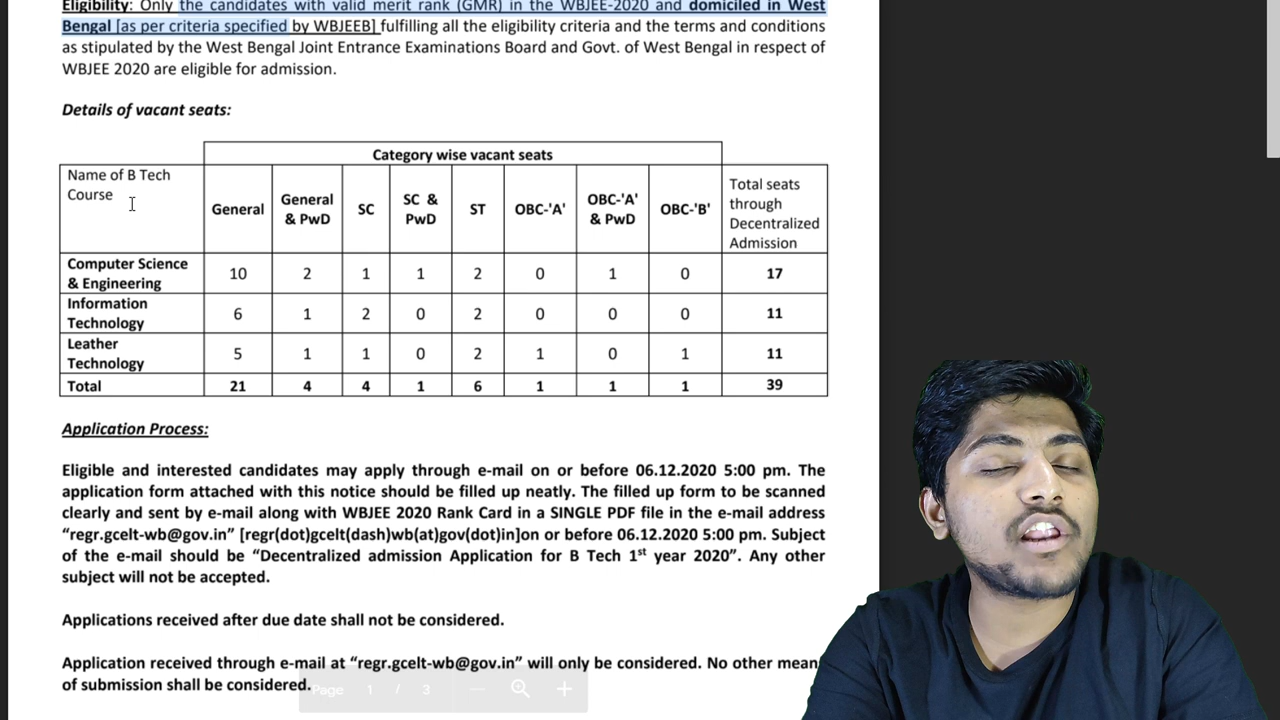 Eligibility: Only the candidates with valid merit rank (GMR) in the WBJEE-2020 and domiciled in West
Bengal [as per criteria specified by WBJEEB] fulfilling all the eligibility criteria and the terms and conditions
as stipulated by the West Bengal Joint Entrance Examinations Board and Govt. of West Bengal in respect of
WBJEE 2020 are eligible for admission.
Details of vacant seats:
Category wise vacant seats
Name of B Tech Course General General & PwD SC SC & PwD ST OBC-'A' OBC-'A' & PwD OBC-'B' Total seats through Decentralized Admission
Computer Science & Engineering 10 2 1 1 2 0 1 0 17
Information Technology 6 1 2 0 2 0 0 0 11
Leather Technology 5 1 1 0 2 1 0 1 11
Total 21 4 4 1 6 1 1 1 39
Application Process:
Eligible and interested candidates may apply through e-mail on or before 06.12.2020 5:00 pm. The
application form attached with this notice should be filled up neatly. The filled up form to be scanned
clearly and sent by e-mail along with WBJEE 2020 Rank Card in a SINGLE PDF file in the e-mail address
“regr.gcelt-wb@gov.in” [regr(dot)gcelt(dash)wb(at)gov(dot)in]on or before 06.12.2020 5:00 pm. Subject
of the e-mail should be “Decentralized admission Application for B Tech 1st year 2020”. Any other
subject will not be accepted.
Applications received after due date shall not be considered.
Application received through e-mail at “regr.gcelt-wb@gov.in” will only be considered. No other mean
of submission shall be considered.
Page 1 / 3